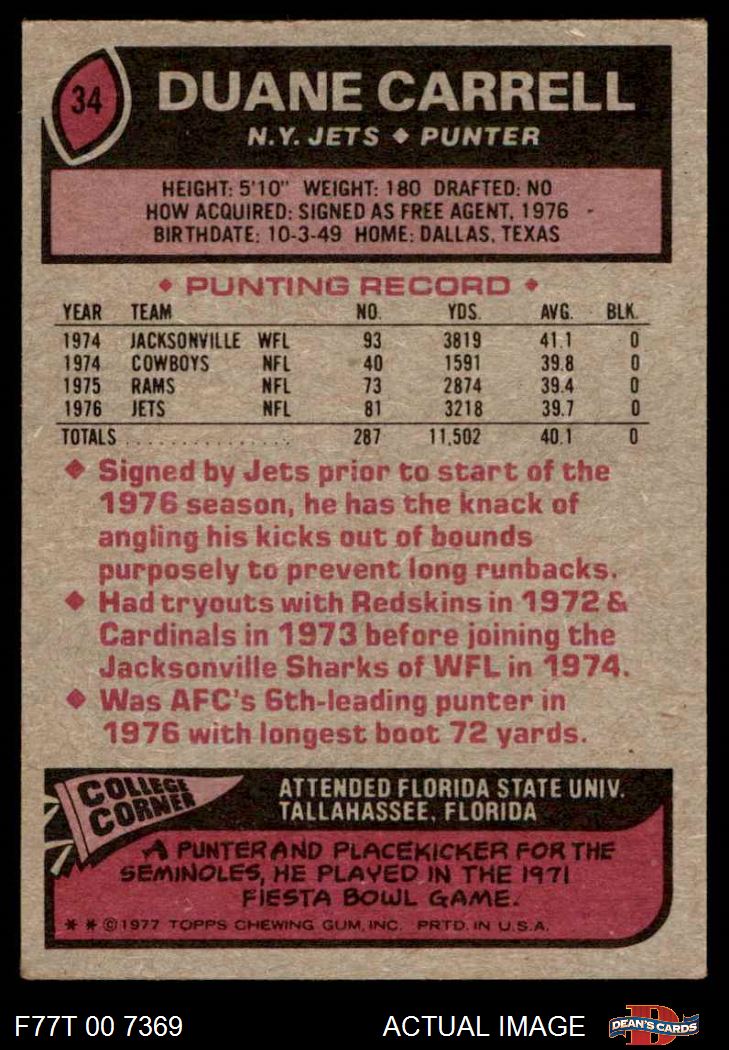 34
DUANE CARRELL
N.Y. JETS ◆ PUNTER
HEIGHT: 5'10" WEIGHT: 180 DRAFTED: NO
HOW ACQUIRED: SIGNED AS FREE AGENT, 1976
BIRTHDATE: 10-3-49 HOME: DALLAS, TEXAS
◆ PUNTING RECORD ◆
YEAR TEAM NO. YDS. AVG. BLK.
1974 JACKSONVILLE WFL 93 3819 41.1 0
1974 COWBOYS NFL 40 1591 39.8 0
1975 RAMS NFL 73 2874 39.4 0
1976 JETS NFL 81 3218 39.7 0
TOTALS . . . . . . . . . . . . . . . 287 11,502 40.1 0
◆ Signed by Jets prior to start of the
1976 season, he has the knack of
angling his kicks out of bounds
purposely to prevent long runbacks.
◆ Had tryouts with Redskins in 1972 &
Cardinals in 1973 before joining the
Jacksonville Sharks of WFL in 1974.
◆ Was AFC's 6th-leading punter in
1976 with longest boot 72 yards.
COLLEGE
CORNER
ATTENDED FLORIDA STATE UNIV.
TALLAHASSEE, FLORIDA
A PUNTER AND PLACEKICKER FOR THE
SEMINOLES, HE PLAYED IN THE 1971
FIESTA BOWL GAME.
* * © 1977 TOPPS CHEWING GUM, INC. PRTD. IN U.S.A.
F77T 00 7369 ACTUAL IMAGE
D
DEAN'S CARDS